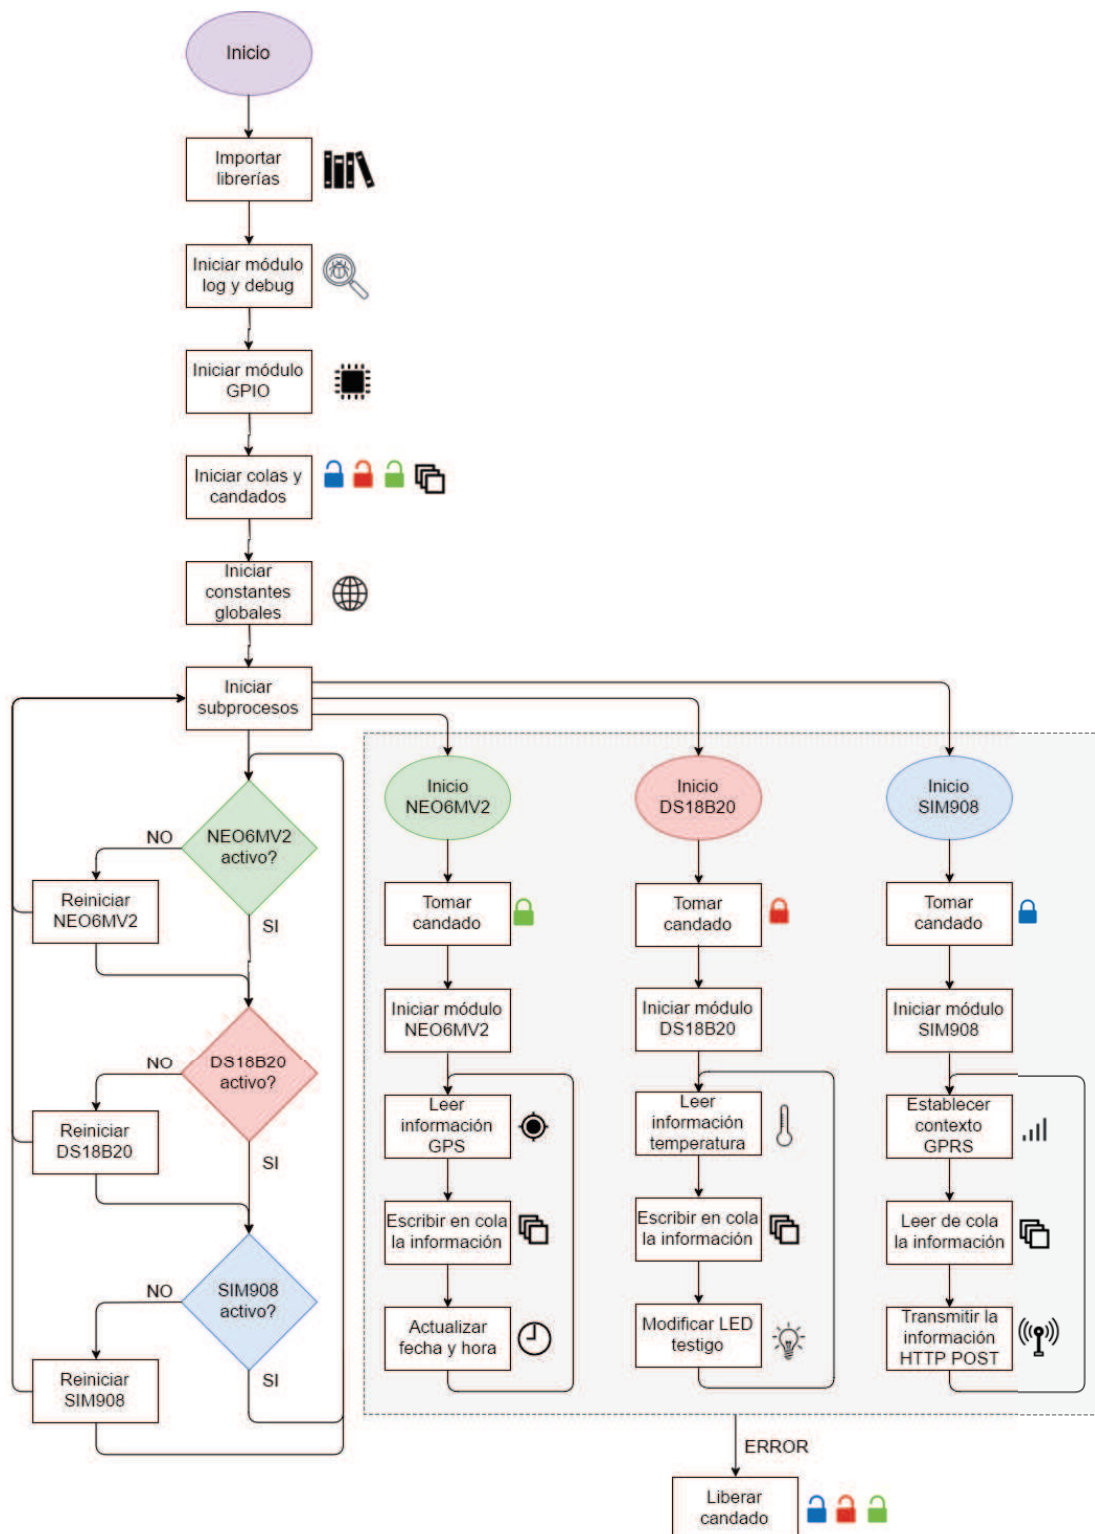 Inicio
Importar
librerías
Iniciar módulo
log y debug
Iniciar módulo
GPIO
Iniciar colas y
candados
Iniciar
constantes
globales
Iniciar
subprocesos
NEO6MV2
activo?
NO
SI
Reiniciar
NEO6MV2
DS18B20
activo?
NO
SI
Reiniciar
DS18B20
SIM908
activo?
NO
SI
Reiniciar
SIM908
Inicio
NEO6MV2
Tomar
candado
Iniciar módulo
NEO6MV2
Leer
información
GPS
Escribir en cola
la información
Actualizar
fecha y hora
Inicio
DS18B20
Tomar
candado
Iniciar módulo
DS18B20
Leer
información
temperatura
Escribir en cola
la información
Modificar LED
testigo
Inicio
SIM908
Tomar
candado
Iniciar módulo
SIM908
Establecer
contexto
GPRS
Leer de cola
la información
Transmitir la
información
HTTP POST
ERROR
Liberar
candado